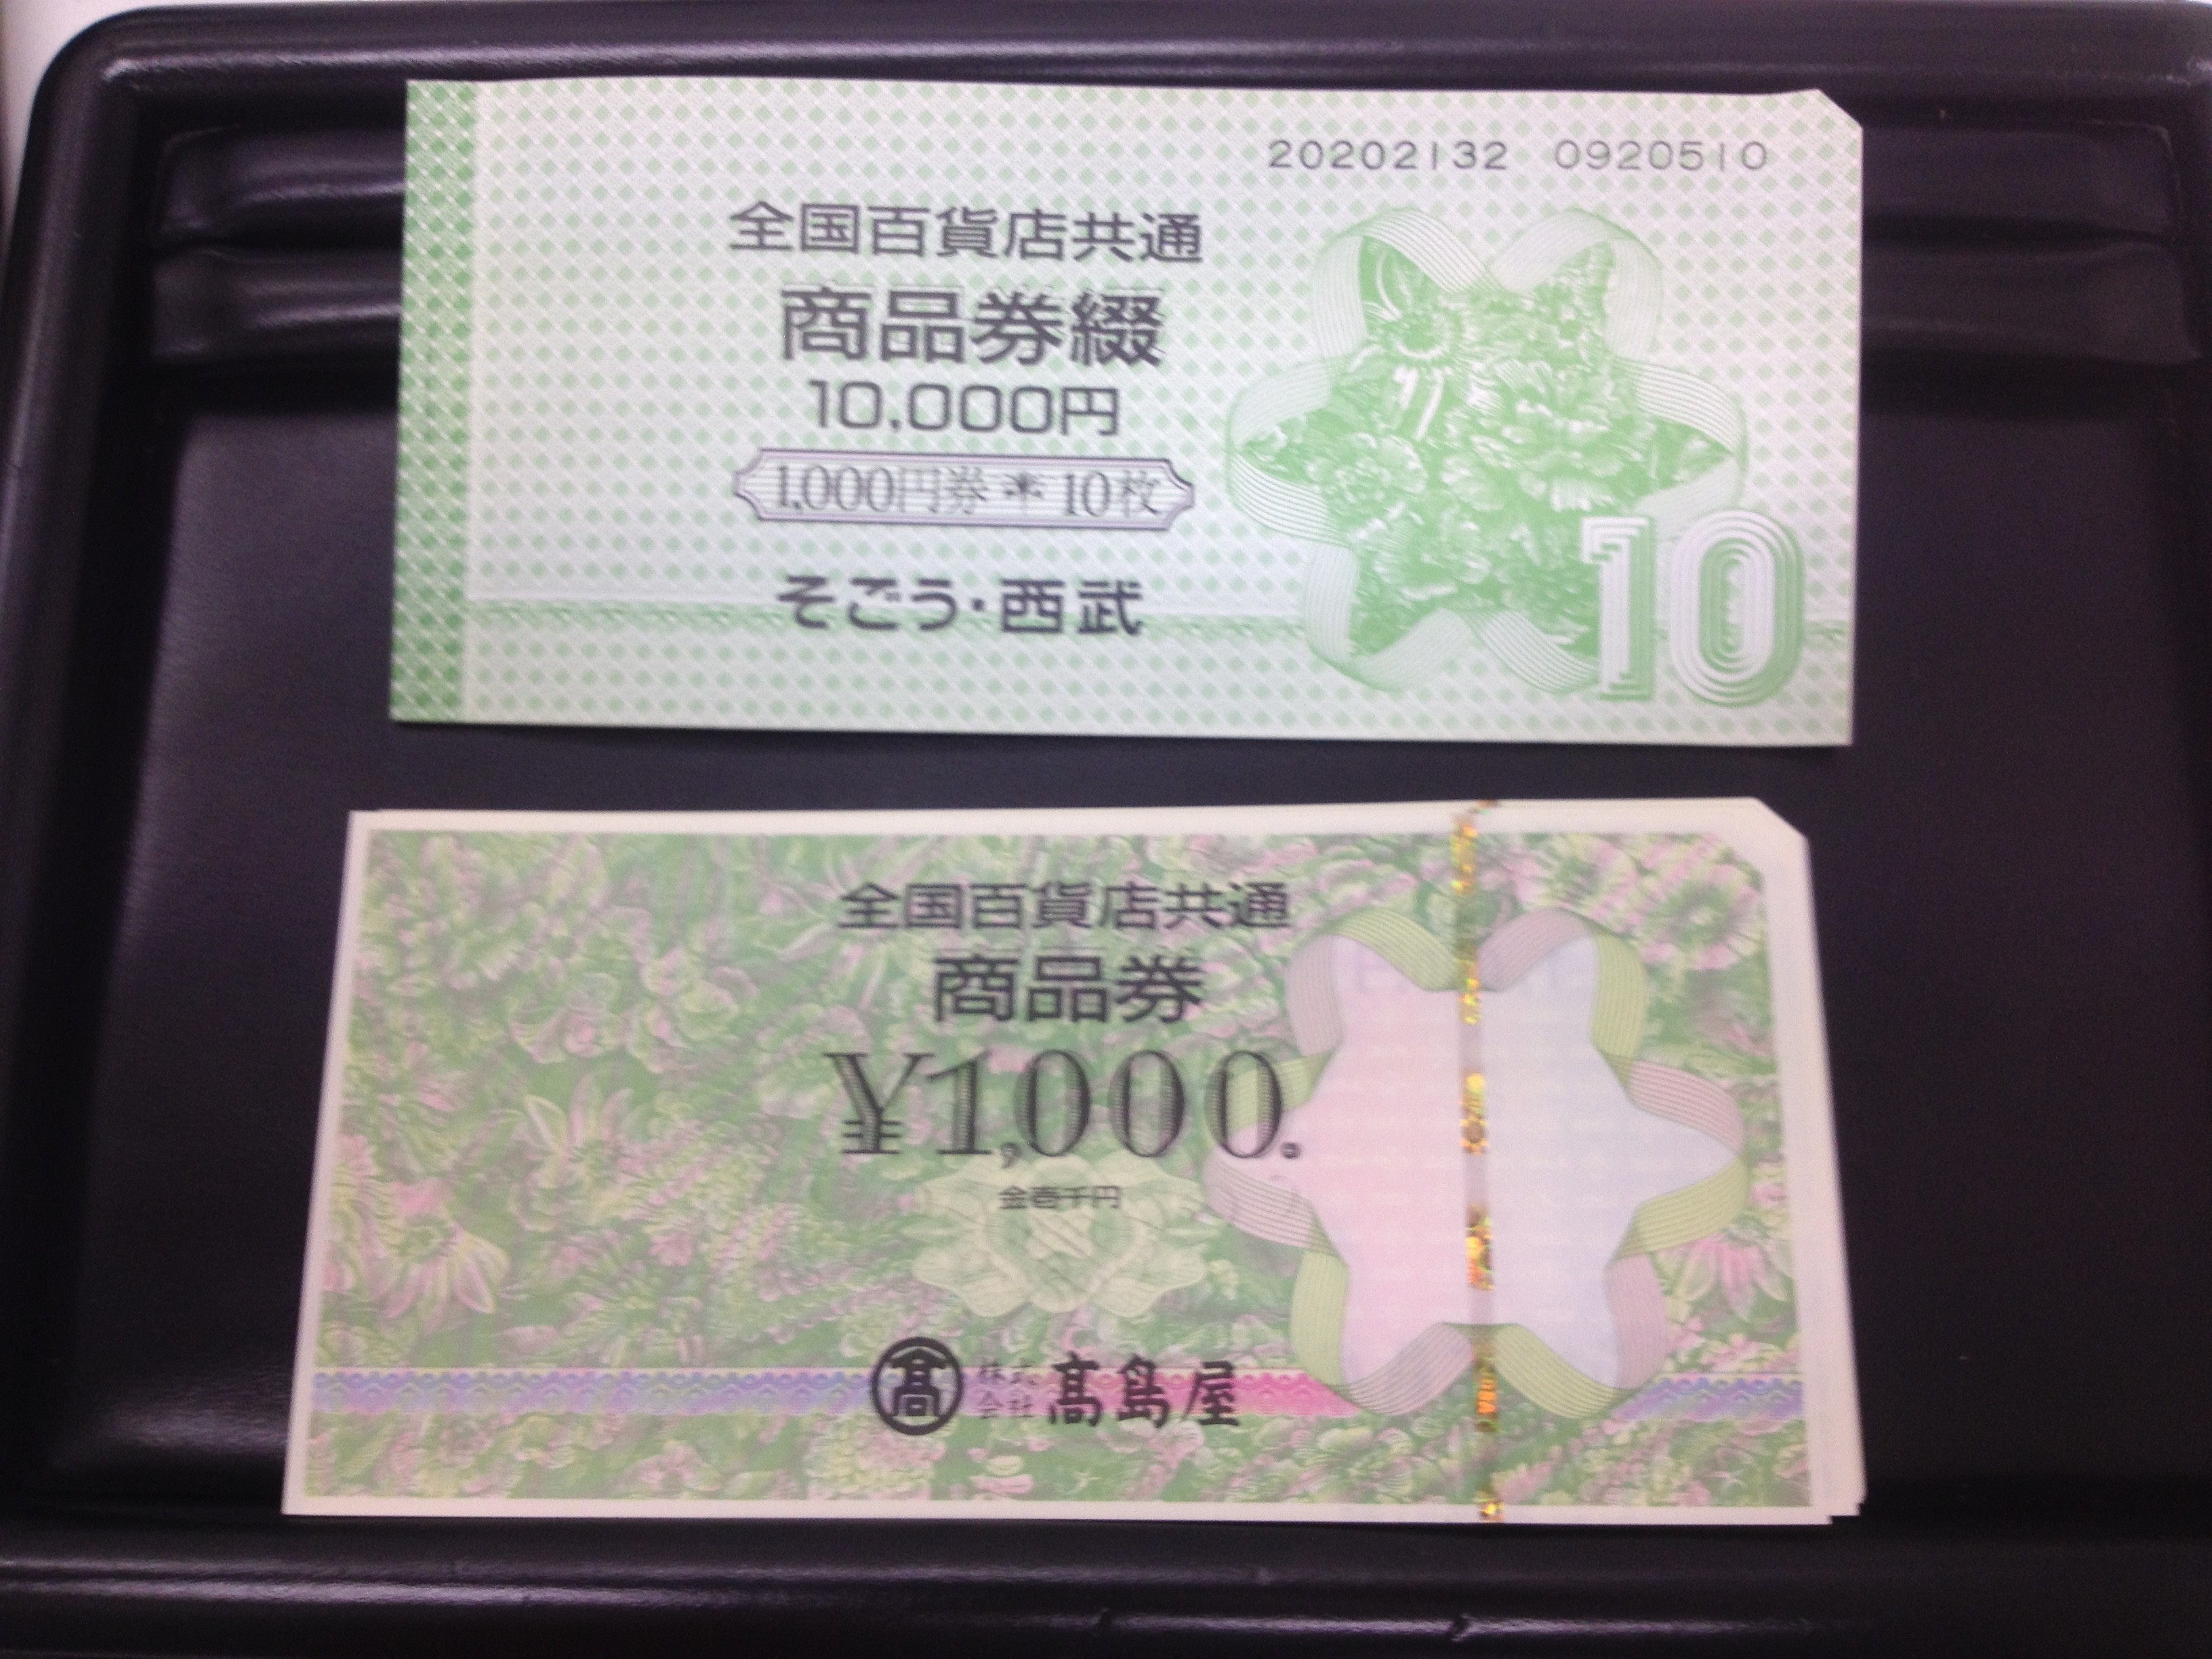 20202132 0920510
全国百貨店共通
商品券綴
10,000円
1,000円券＊10枚
そごう・西武
10
全国百貨店共通
商品券
¥1,000.
金壱千円
髙 株式会社 髙島屋